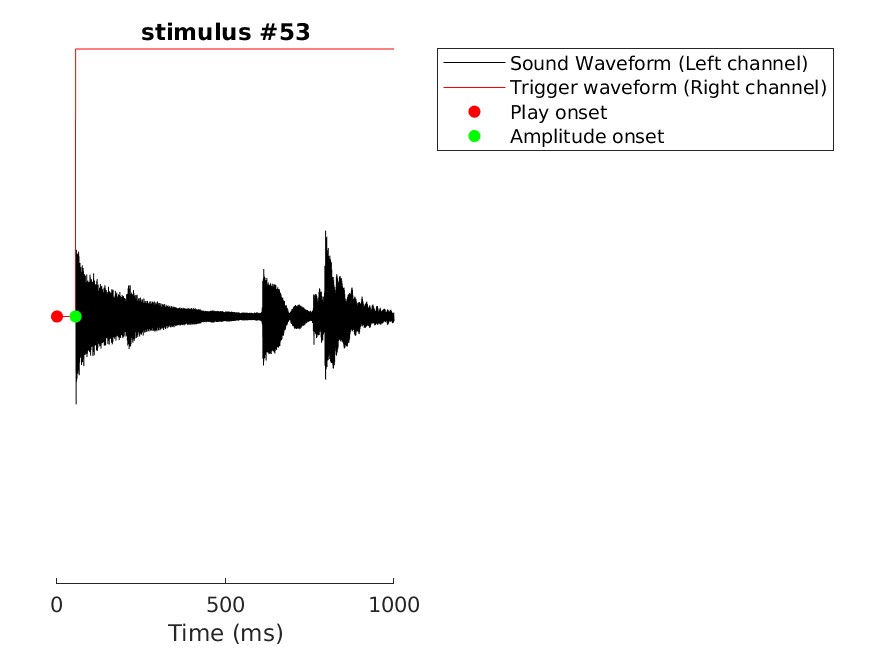 stimulus #53
Sound Waveform (Left channel)
Trigger waveform (Right channel)
Play onset
Amplitude onset
0 500 1000
Time (ms)